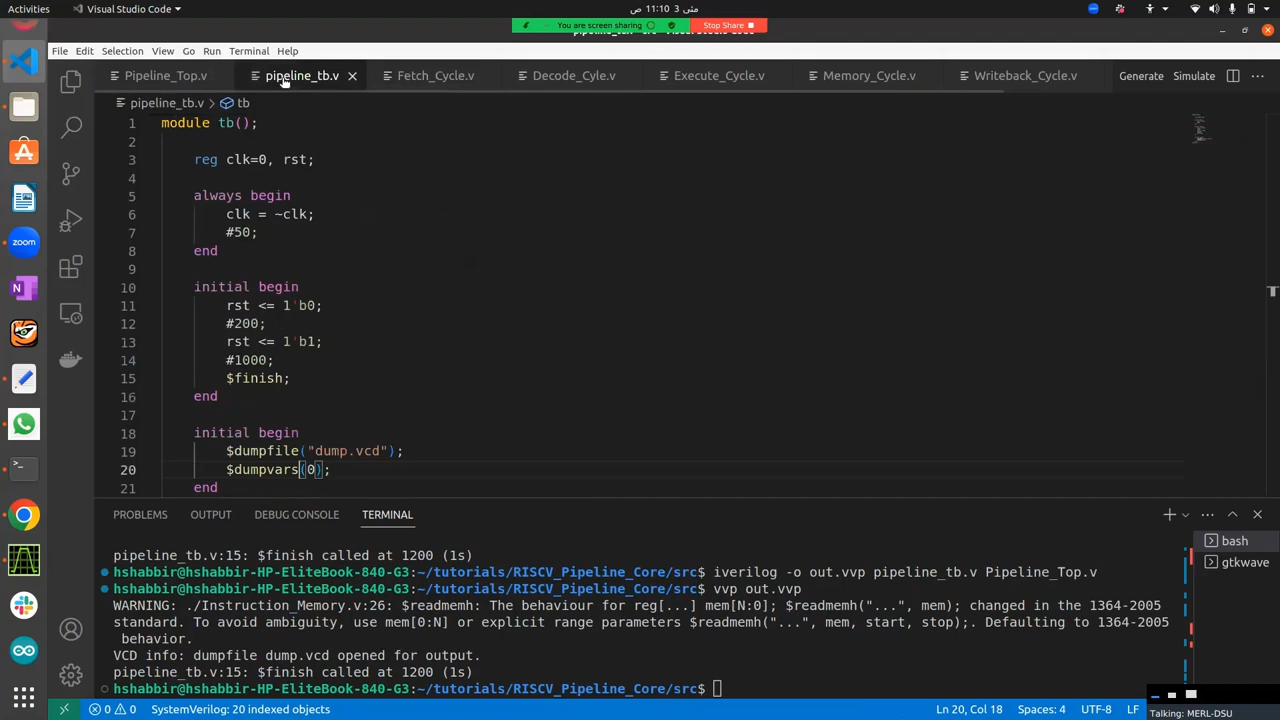 Activities Visual Studio Code ص 11:10 3 مئی
You are screen sharing Stop Share
File Edit Selection View Go Run Terminal Help
Pipeline_Top.v pipeline_tb.v Fetch_Cycle.v Decode_Cyle.v Execute_Cycle.v Memory_Cycle.v Writeback_Cycle.v Generate Simulate
pipeline_tb.v > tb
1 module tb();
2
3 reg clk=0, rst;
4
5 always begin
6 clk = ~clk;
7 #50;
8 end
9
10 initial begin
11 rst <= 1'b0;
12 #200;
13 rst <= 1'b1;
14 #1000;
15 $finish;
16 end
17
18 initial begin
19 $dumpfile("dump.vcd");
20 $dumpvars(0);
21 end
PROBLEMS OUTPUT DEBUG CONSOLE TERMINAL
pipeline_tb.v:15: $finish called at 1200 (1s)
hshabbir@hshabbir-HP-EliteBook-840-G3:~/tutorials/RISCV_Pipeline_Core/src$ iverilog -o out.vvp pipeline_tb.v Pipeline_Top.v
hshabbir@hshabbir-HP-EliteBook-840-G3:~/tutorials/RISCV_Pipeline_Core/src$ vvp out.vvp
WARNING: ./Instruction_Memory.v:26: $readmemh: The behaviour for reg[...] mem[N:0]; $readmemh("...", mem); changed in the 1364-2005
standard. To avoid ambiguity, use mem[0:N] or explicit range parameters $readmemh("...", mem, start, stop);. Defaulting to 1364-2005
behavior.
VCD info: dumpfile dump.vcd opened for output.
pipeline_tb.v:15: $finish called at 1200 (1s)
hshabbir@hshabbir-HP-EliteBook-840-G3:~/tutorials/RISCV_Pipeline_Core/src$
bash
gtkwave
zoom
0 0 SystemVerilog: 20 indexed objects Ln 20, Col 18 Spaces: 4 UTF-8 LF
Talking: MERL-DSU